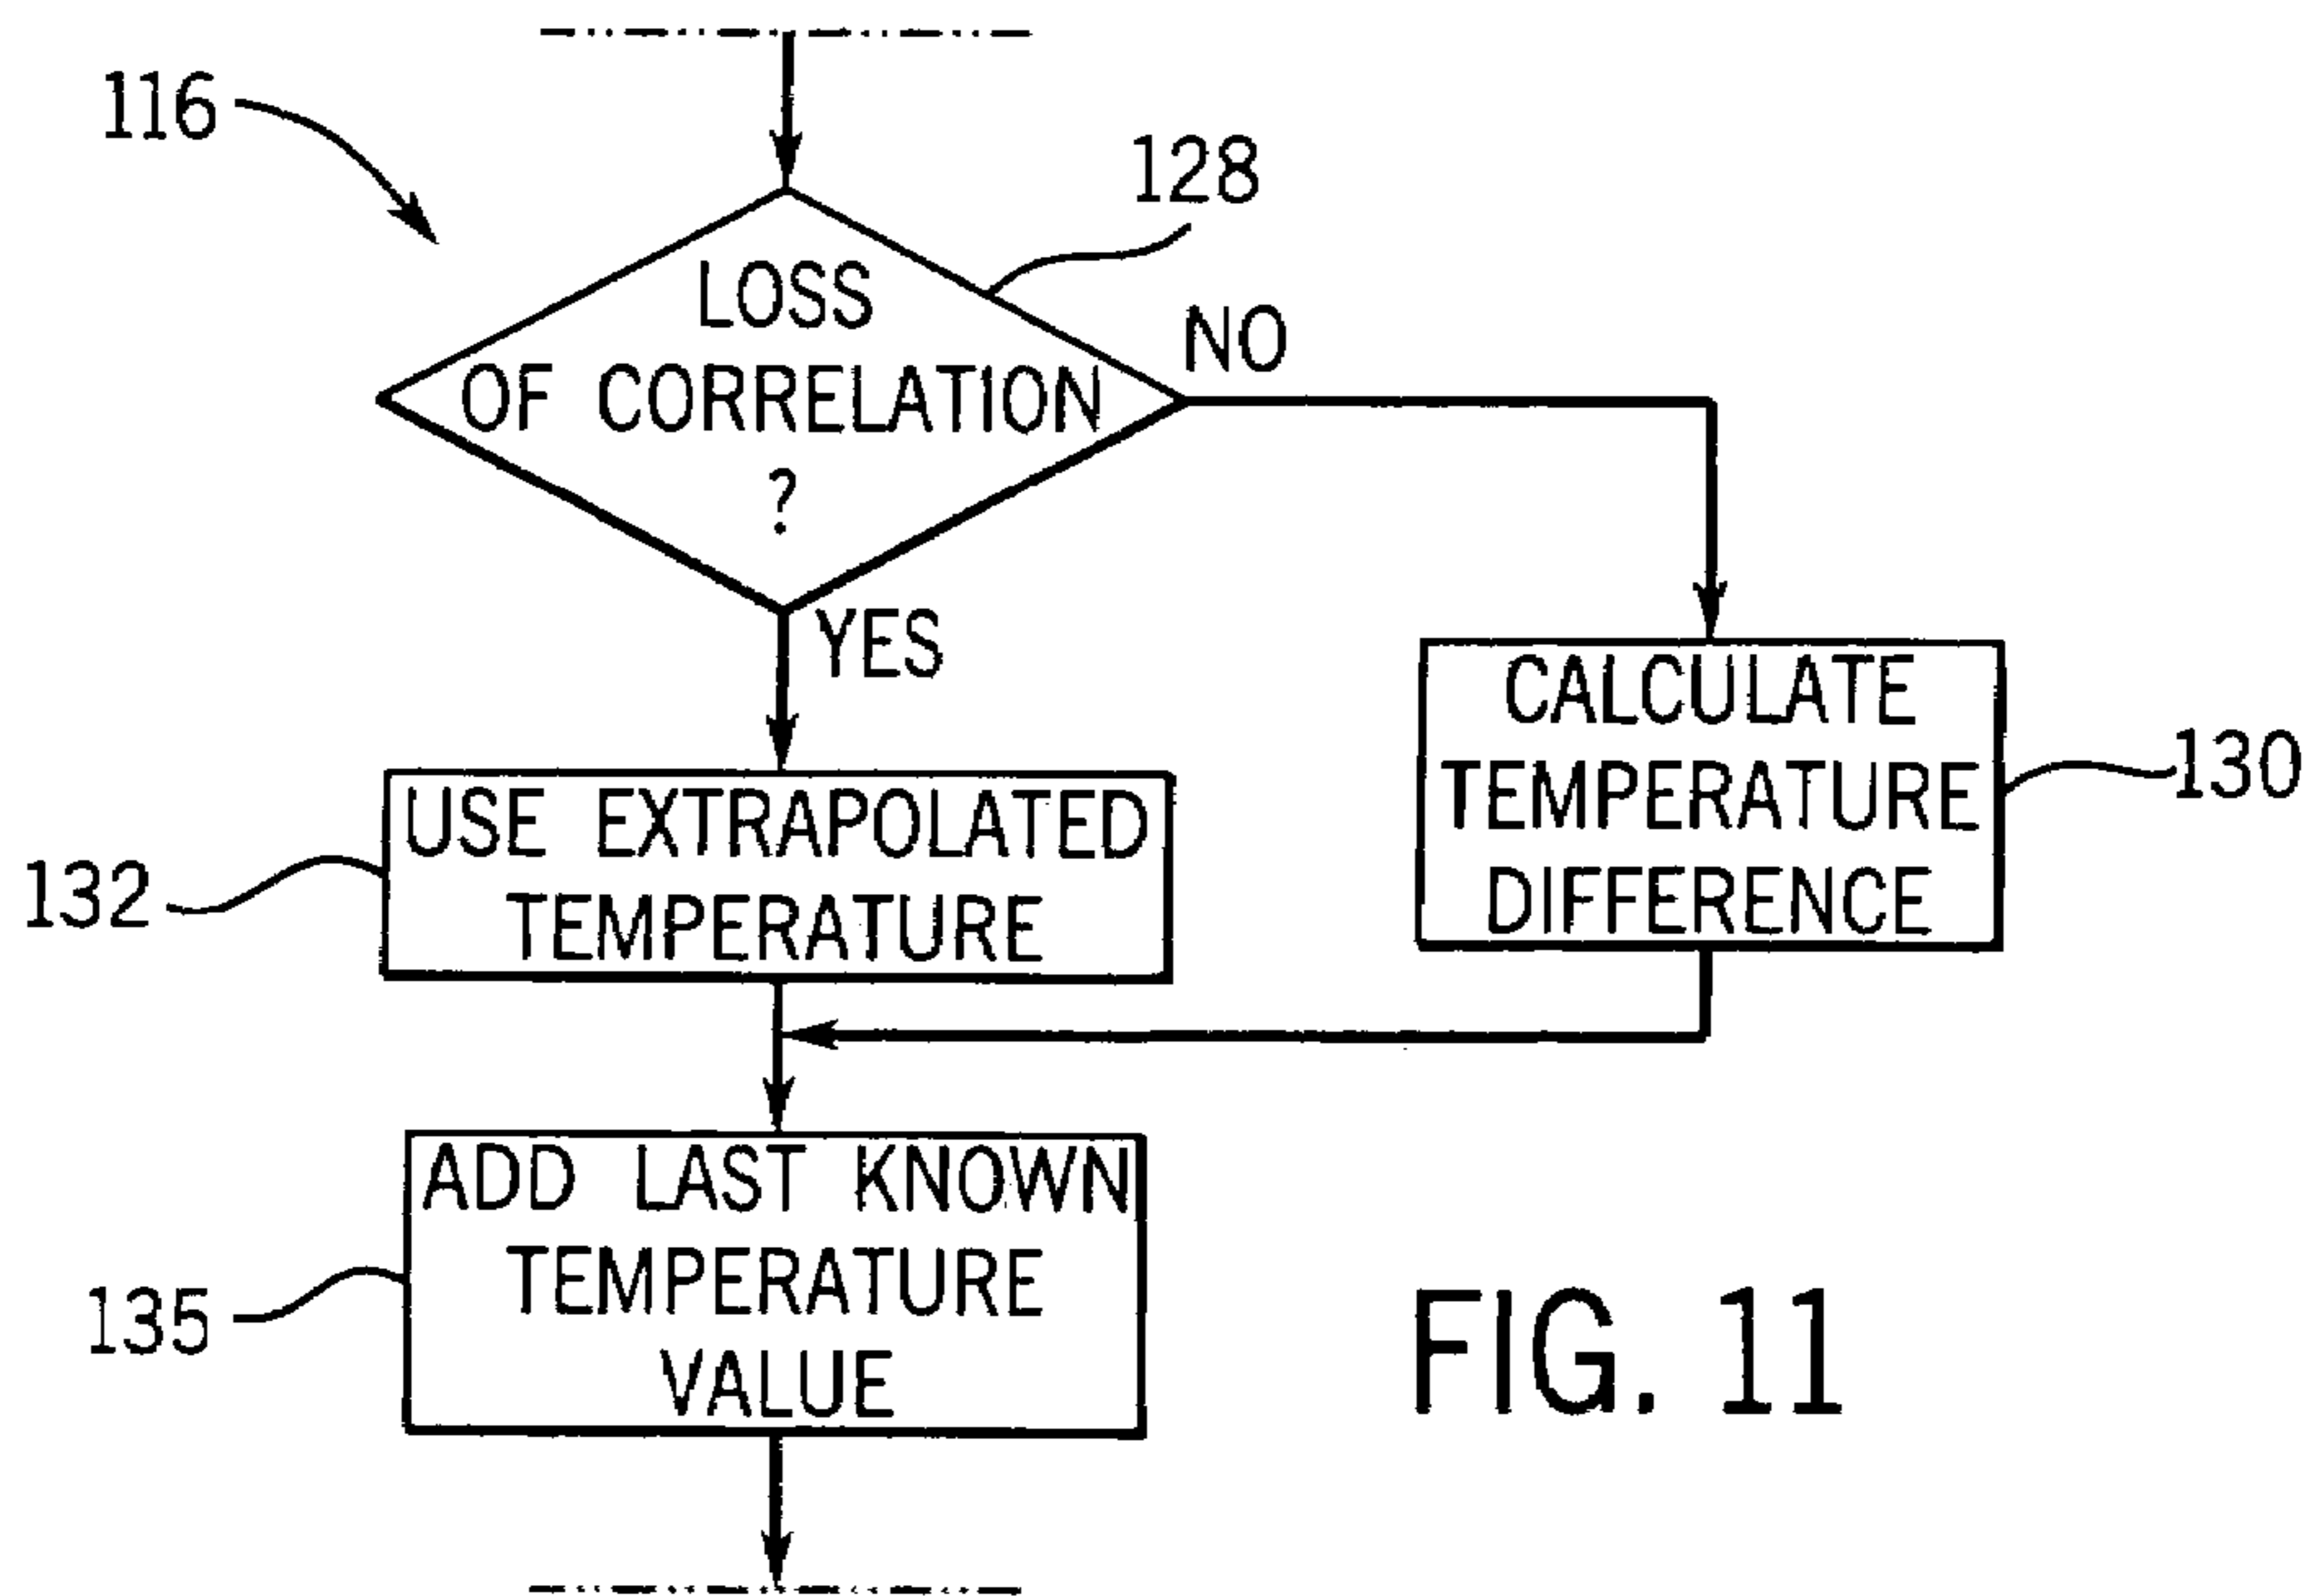 116
128
LOSS
OF CORRELATION
?
NO
YES
CALCULATE
TEMPERATURE
DIFFERENCE
130
USE EXTRAPOLATED
TEMPERATURE
132
ADD LAST KNOWN
TEMPERATURE
VALUE
135
FIG. 11